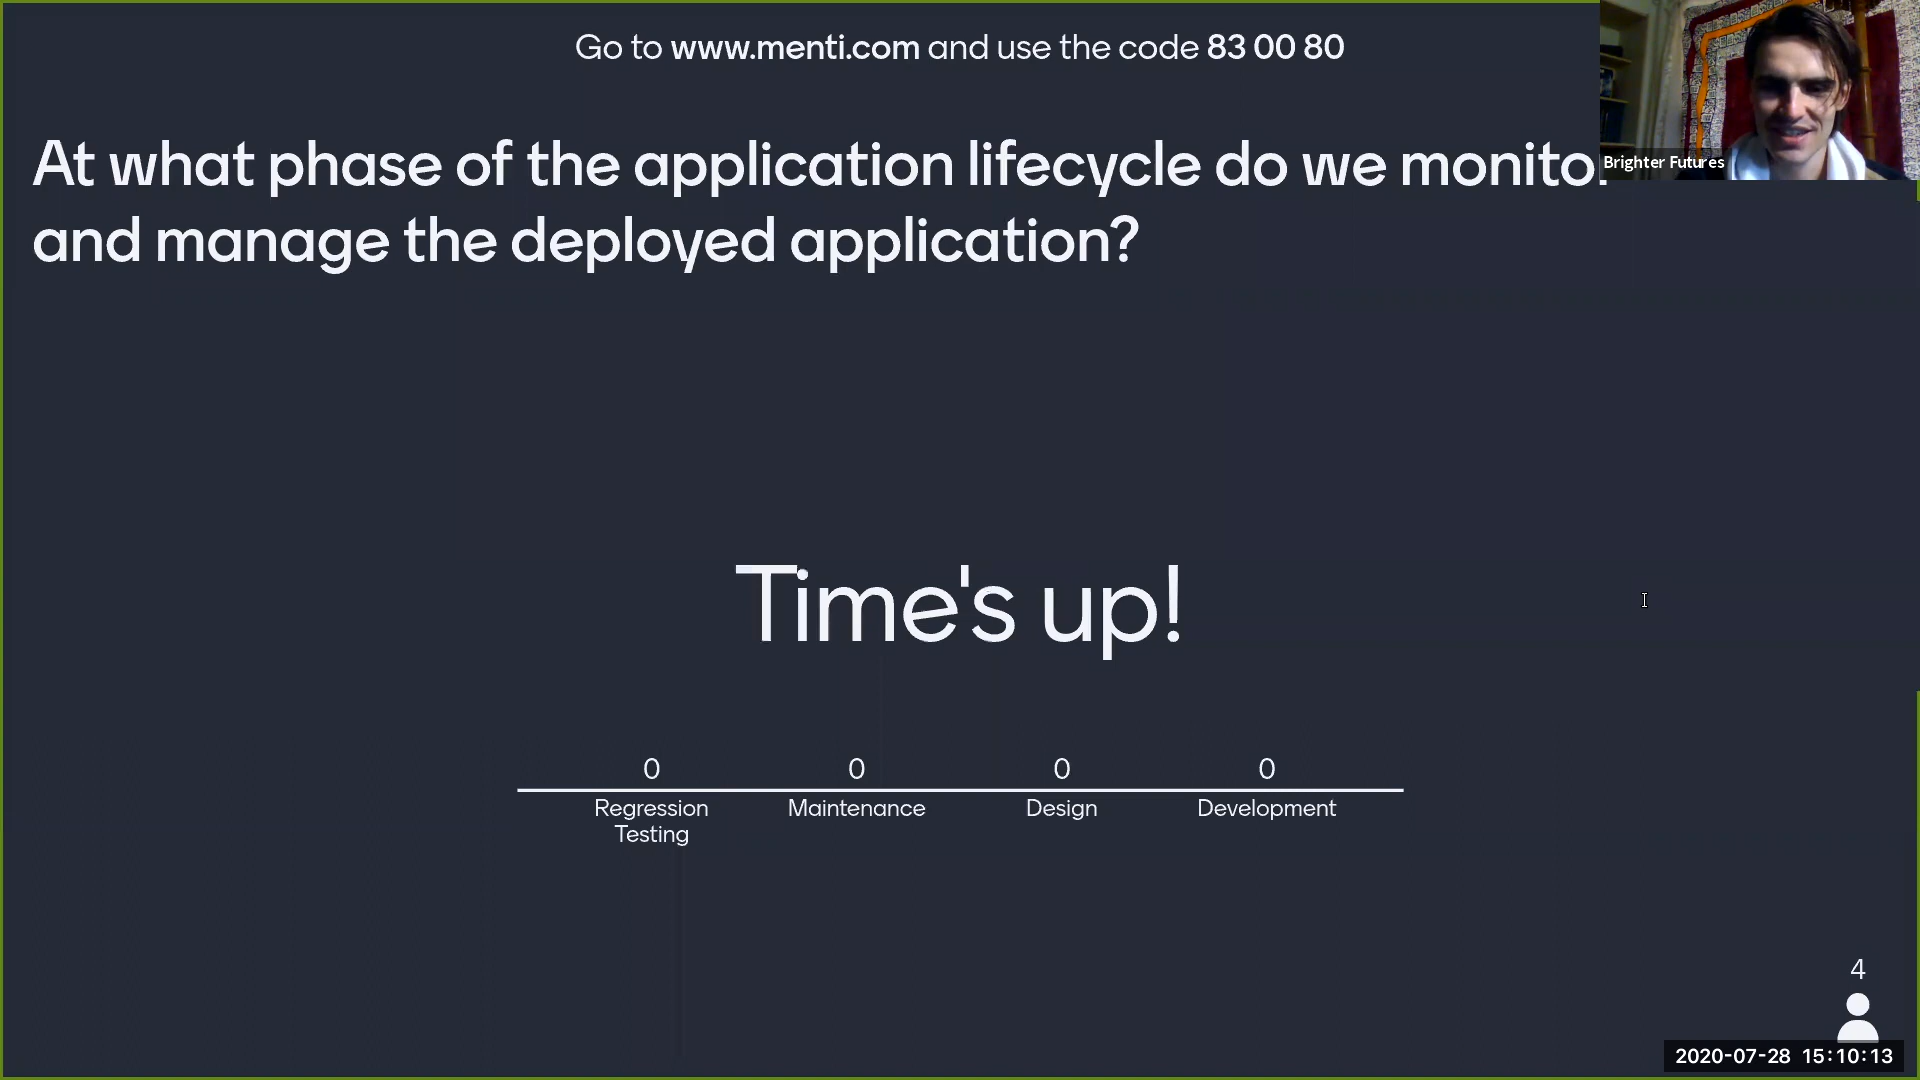 Go to www.menti.com and use the code 83 00 80
At what phase of the application lifecycle do we monitor
and manage the deployed application?
Brighter Futures
Time's up!
0 0 0 0
Regression Maintenance Design Development
Testing
4
2020-07-28 15:10:13